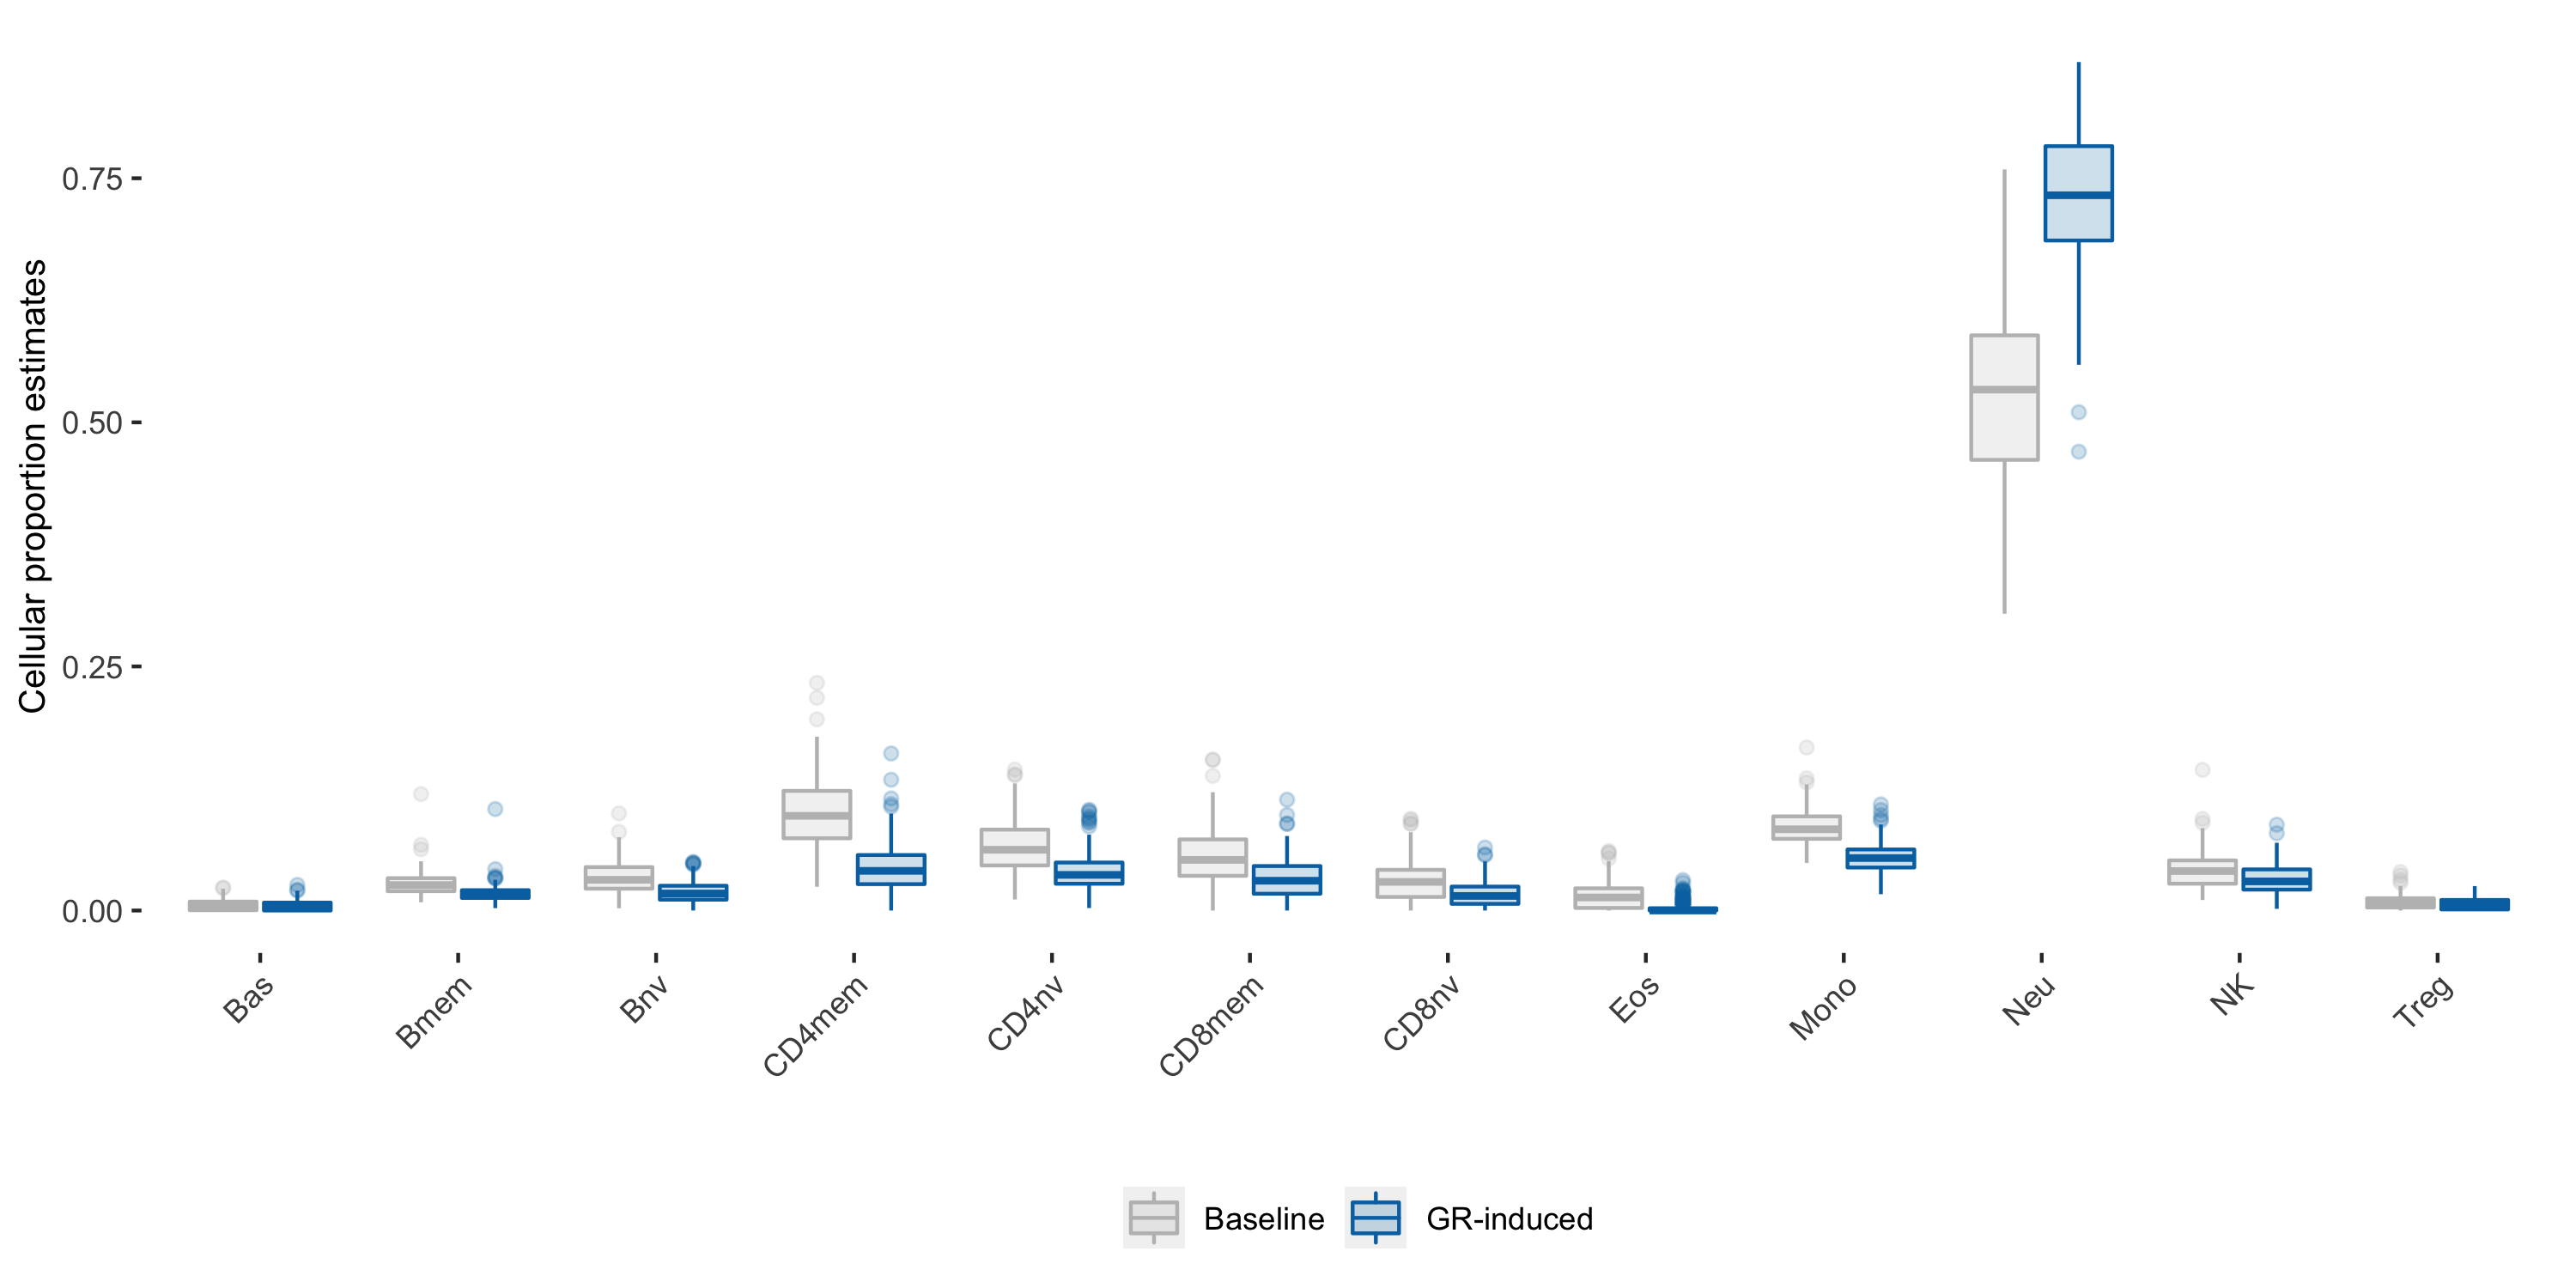 Cellular proportion estimates
0.75
0.50
0.25
0.00
Bas
Bmem
Bnv
CD4mem
CD4nv
CD8mem
CD8nv
Eos
Mono
Neu
NK
Treg
Baseline
GR-induced